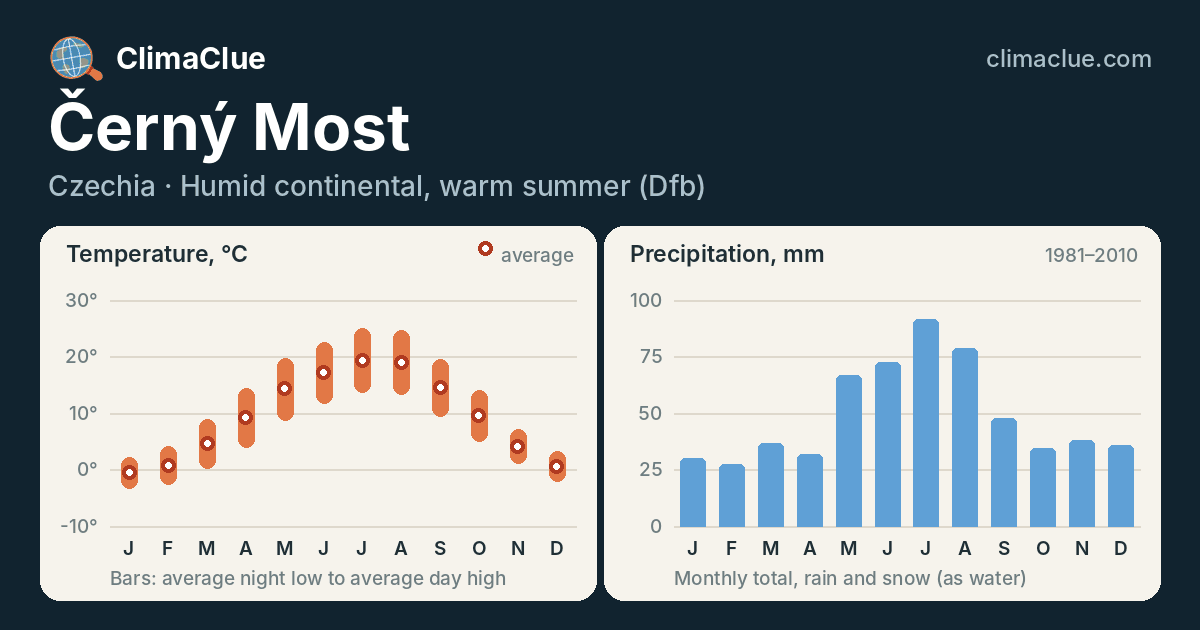 ClimaClue
climaclue.com
Černý Most
Czechia · Humid continental, warm summer (Dfb)
Temperature, °C
average
30°
20°
10°
0°
-10°
J F M A M J J A S O N D
Bars: average night low to average day high
Precipitation, mm
1981–2010
100
75
50
25
0
J F M A M J J A S O N D
Monthly total, rain and snow (as water)